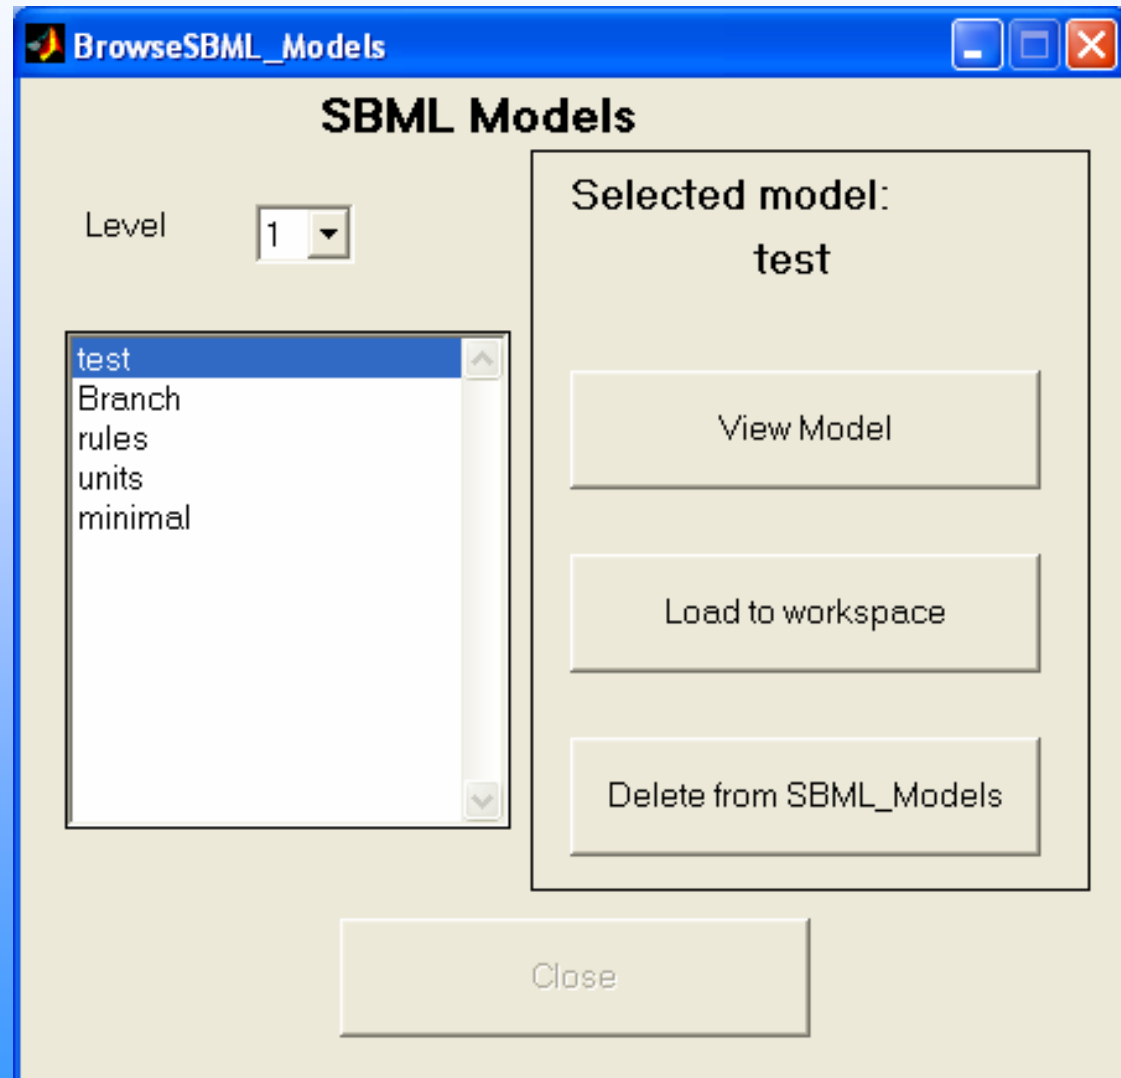 BrowseSBML_Models
SBML Models
Level
1
test
Branch
rules
units
minimal
Selected model:
test
View Model
Load to workspace
Delete from SBML_Models
Close